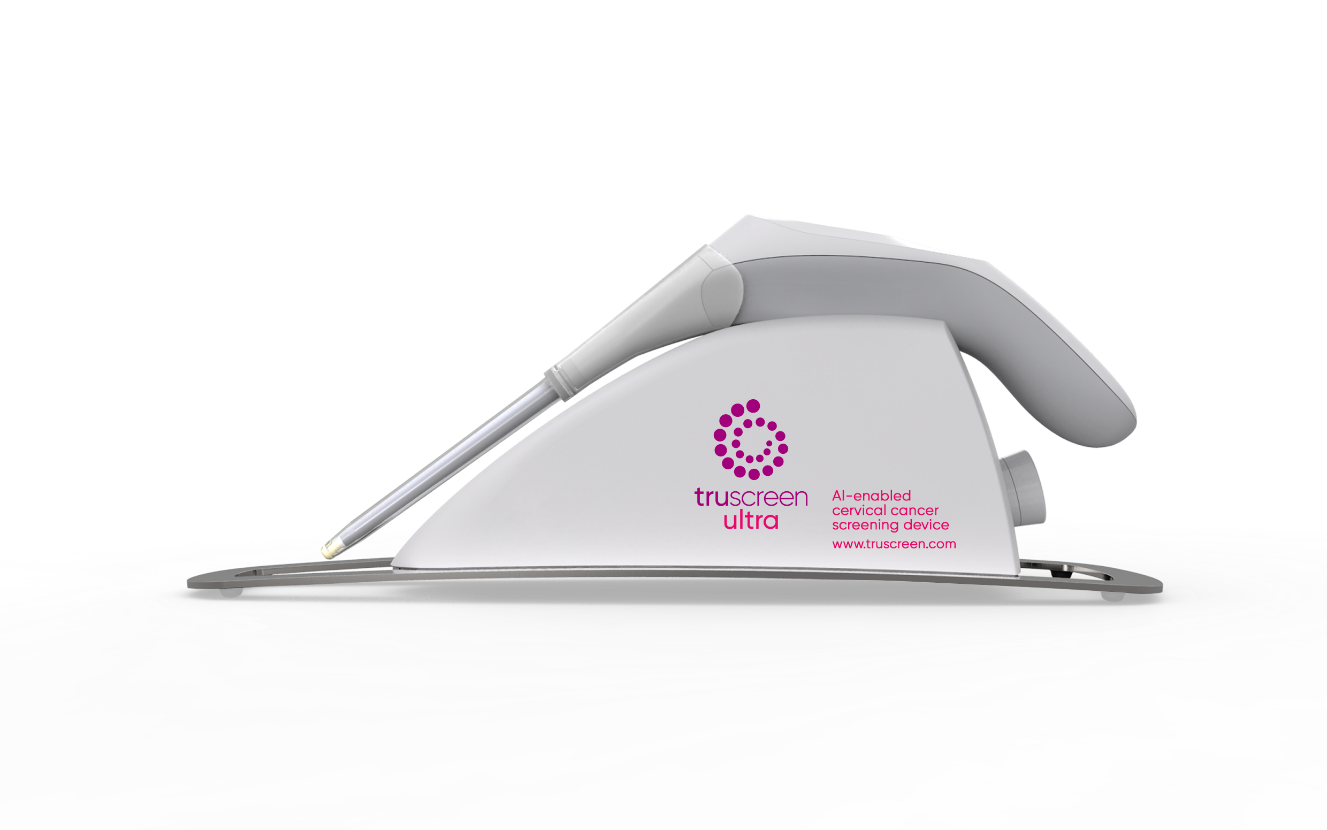 truscreen
ultra
AI-enabled
cervical cancer
screening device
www.truscreen.com